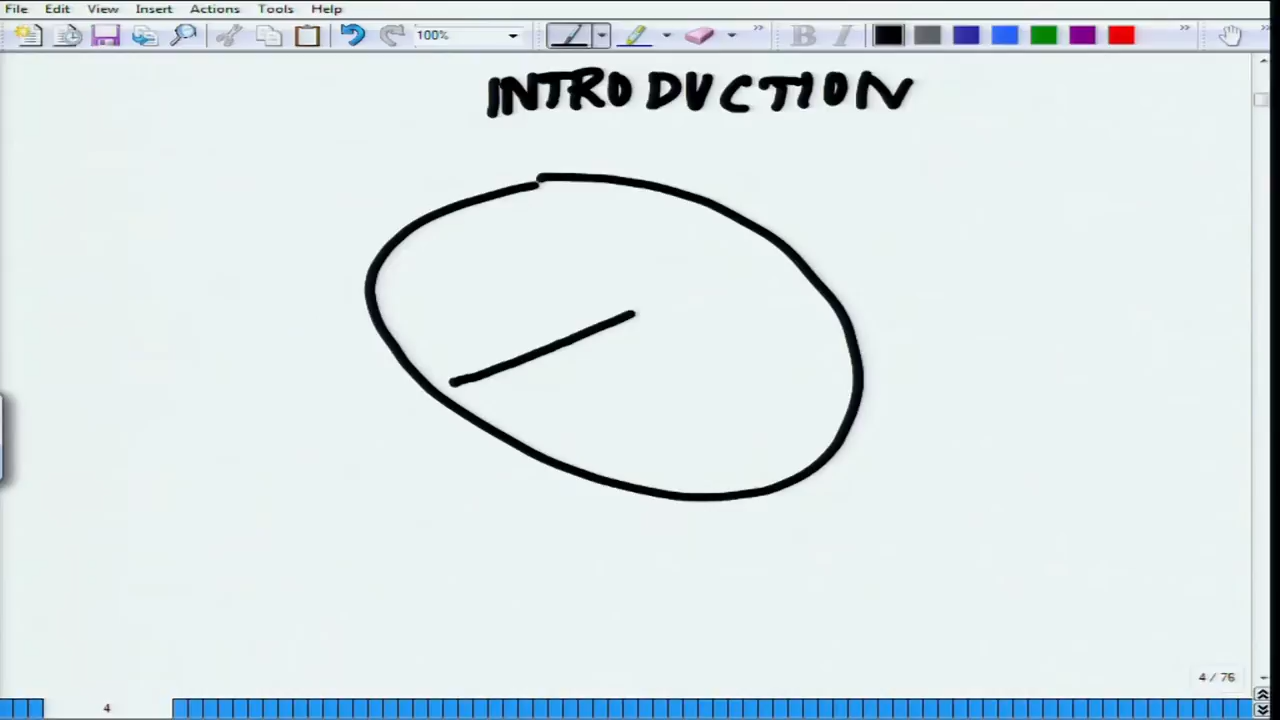 File Edit View Insert Actions Tools Help
100% B I
INTRODUCTION
4 / 76
4